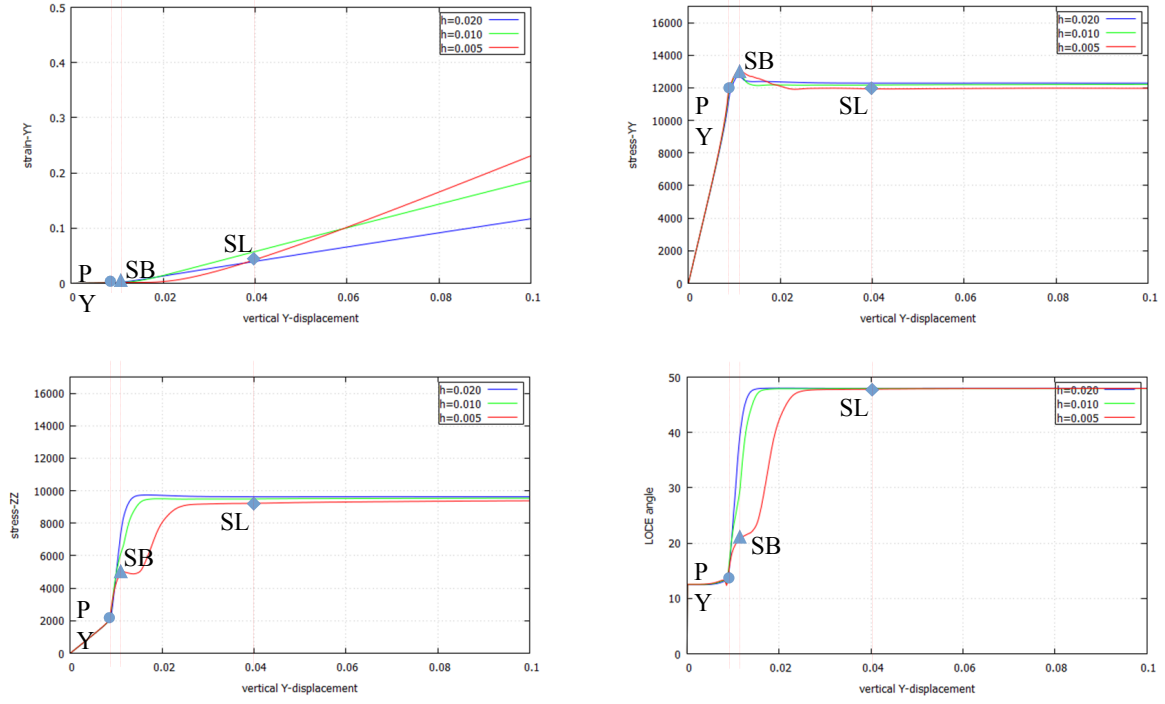 0.5
h=0.020
h=0.010
h=0.005
0.4
0.3
strain-YY
0.2
0.1
SL
P
SB
0
Y
0 0.02 0.04 0.06 0.08 0.1
vertical Y-displacement
16000
h=0.020
h=0.010
h=0.005
14000
SB
12000
P
SL
10000
Y
stress-YY
8000
6000
4000
2000
0
0 0.02 0.04 0.06 0.08 0.1
vertical Y-displacement
16000
h=0.020
h=0.010
h=0.005
14000
12000
10000
stress-ZZ
8000
SL
6000
SB
4000
P
2000
Y
0
0 0.02 0.04 0.06 0.08 0.1
vertical Y-displacement
50
h=0.020
h=0.010
h=0.005
SL
40
30
LODE angle
20
SB
P
10
Y
0
0 0.02 0.04 0.06 0.08 0.1
vertical Y-displacement